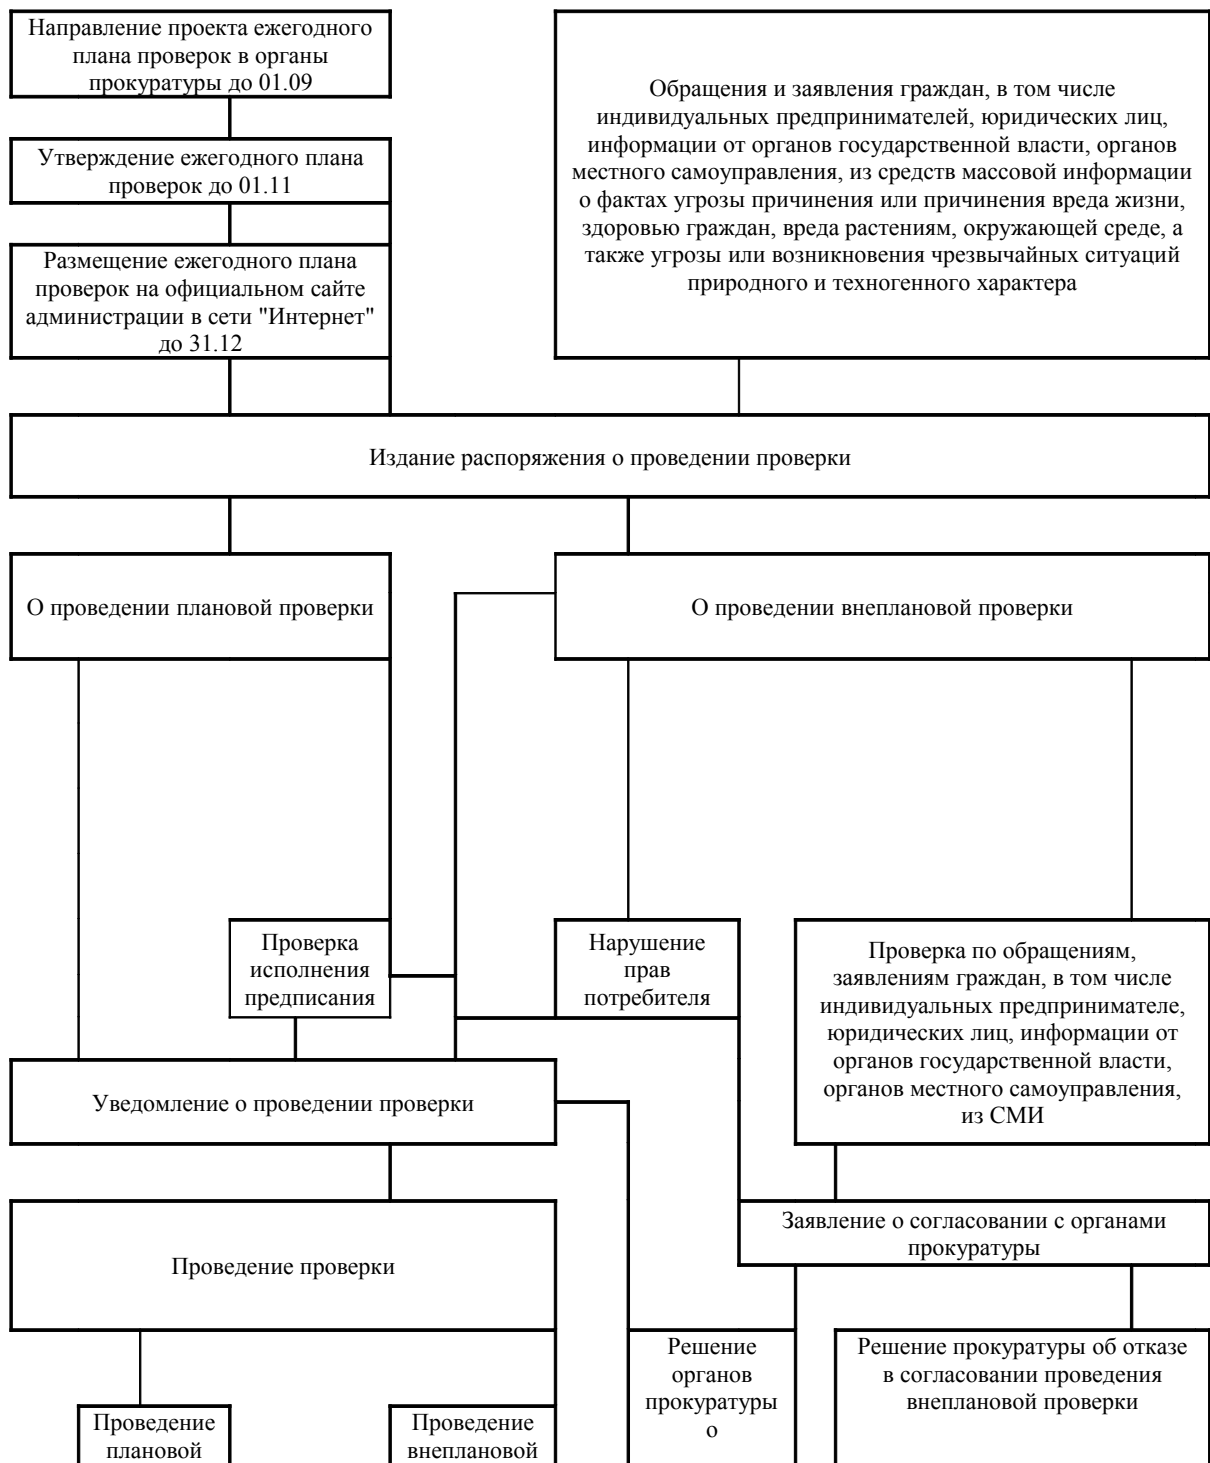 Направление проекта ежегодного
плана проверок в органы
прокуратуры до 01.09
Обращения и заявления граждан, в том числе
индивидуальных предпринимателей, юридических лиц,
информации от органов государственной власти, органов
местного самоуправления, из средств массовой информации
о фактах угрозы причинения или причинения вреда жизни,
здоровью граждан, вреда растениям, окружающей среде, а
также угрозы или возникновения чрезвычайных ситуаций
природного и техногенного характера
Утверждение ежегодного плана
проверок до 01.11
Размещение ежегодного плана
проверок на официальном сайте
администрации в сети "Интернет"
до 31.12
Издание распоряжения о проведении проверки
О проведении плановой проверки
О проведении внеплановой проверки
Проверка
исполнения
предписания
Нарушение
прав
потребителя
Проверка по обращениям,
заявлениям граждан, в том числе
индивидуальных предпринимателе,
юридических лиц, информации от
органов государственной власти,
органов местного самоуправления,
из СМИ
Уведомление о проведении проверки
Заявление о согласовании с органами
прокуратуры
Проведение проверки
Решение
органов
прокуратуры
о
Решение прокуратуры об отказе
в согласовании проведения
внеплановой проверки
Проведение
плановой
Проведение
внеплановой